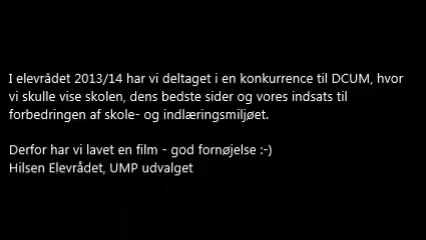 I elevrådet 2013/14 har vi deltaget i en konkurrence til DCUM, hvor
vi skulle vise skolen, dens bedste sider og vores indsats til
forbedringen af skole- og indlæringsmiljøet.
Derfor har vi lavet en film - god fornøjelse :-)
Hilsen Elevrådet, UMP udvalget